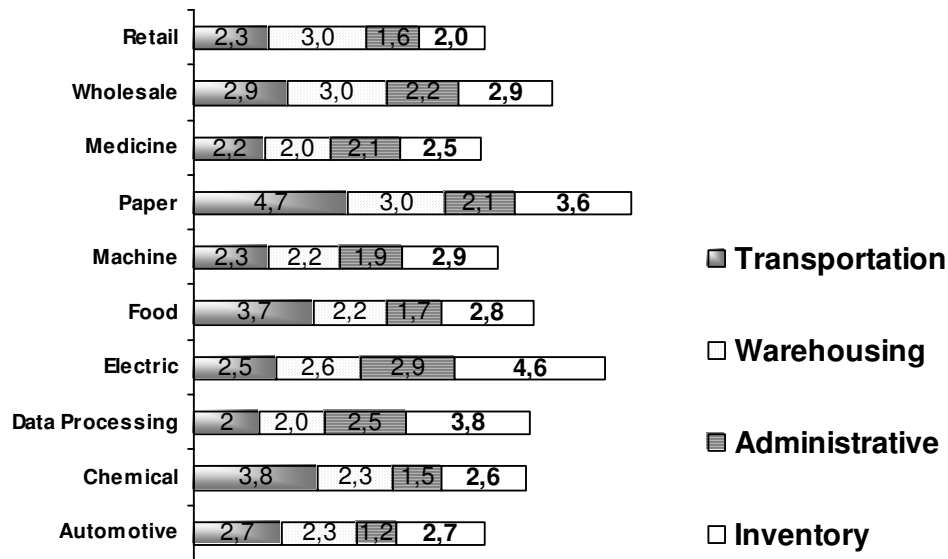 Retail 2,3 3,0 1,6 2,0
Wholesale 2,9 3,0 2,2 2,9
Medicine 2,2 2,0 2,1 2,5
Paper 4,7 3,0 2,1 3,6
Machine 2,3 2,2 1,9 2,9
Food 3,7 2,2 1,7 2,8
Electric 2,5 2,6 2,9 4,6
Data Processing 2 2,0 2,5 3,8
Chemical 3,8 2,3 1,5 2,6
Automotive 2,7 2,3 1,2 2,7
Transportation
Warehousing
Administrative
Inventory